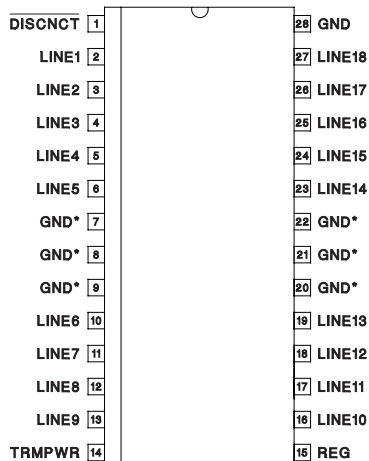 DISCNCT 1 28 GND
LINE1 2 27 LINE18
LINE2 3 26 LINE17
LINE3 4 25 LINE16
LINE4 5 24 LINE15
LINE5 6 23 LINE14
GND* 7 22 GND*
GND* 8 21 GND*
GND* 9 20 GND*
LINE6 10 19 LINE13
LINE7 11 18 LINE12
LINE8 12 17 LINE11
LINE9 13 16 LINE10
TRMPWR 14 15 REG